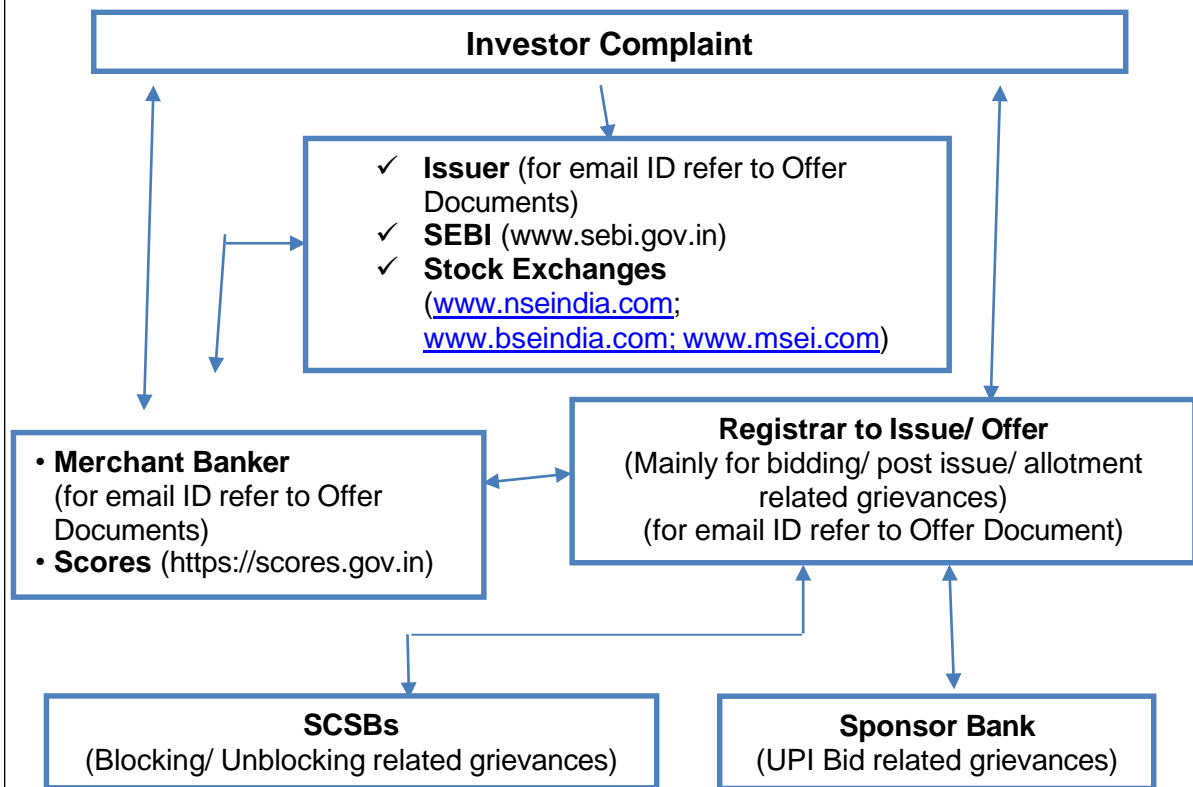 Investor Complaint
✓ Issuer (for email ID refer to Offer
Documents)
✓ SEBI (www.sebi.gov.in)
✓ Stock Exchanges
(www.nseindia.com;
www.bseindia.com; www.msei.com)
• Merchant Banker
(for email ID refer to Offer
Documents)
• Scores (https://scores.gov.in)
Registrar to Issue/ Offer
(Mainly for bidding/ post issue/ allotment
related grievances)
(for email ID refer to Offer Document)
SCSBs
(Blocking/ Unblocking related grievances)
Sponsor Bank
(UPI Bid related grievances)